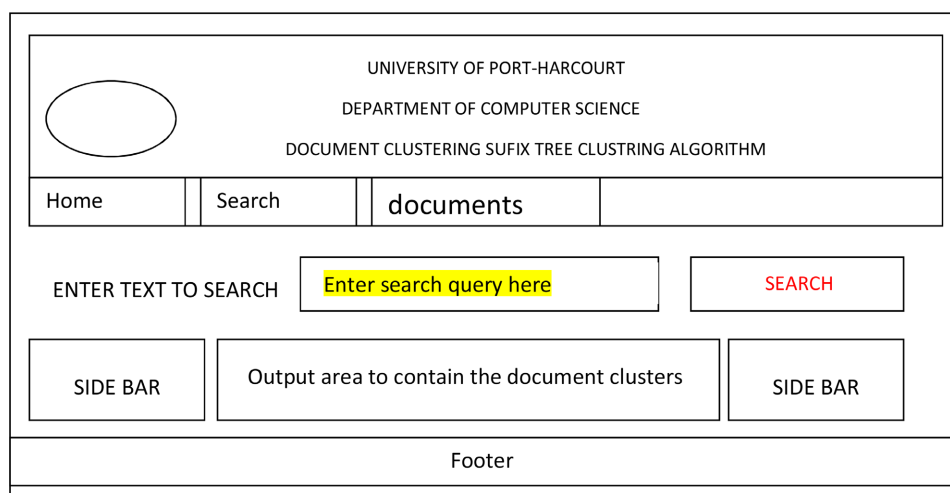 UNIVERSITY OF PORT-HARCOURT
DEPARTMENT OF COMPUTER SCIENCE
DOCUMENT CLUSTERING SUFIX TREE CLUSTRING ALGORITHM
Home Search documents
ENTER TEXT TO SEARCH Enter search query here SEARCH
SIDE BAR Output area to contain the document clusters SIDE BAR
Footer